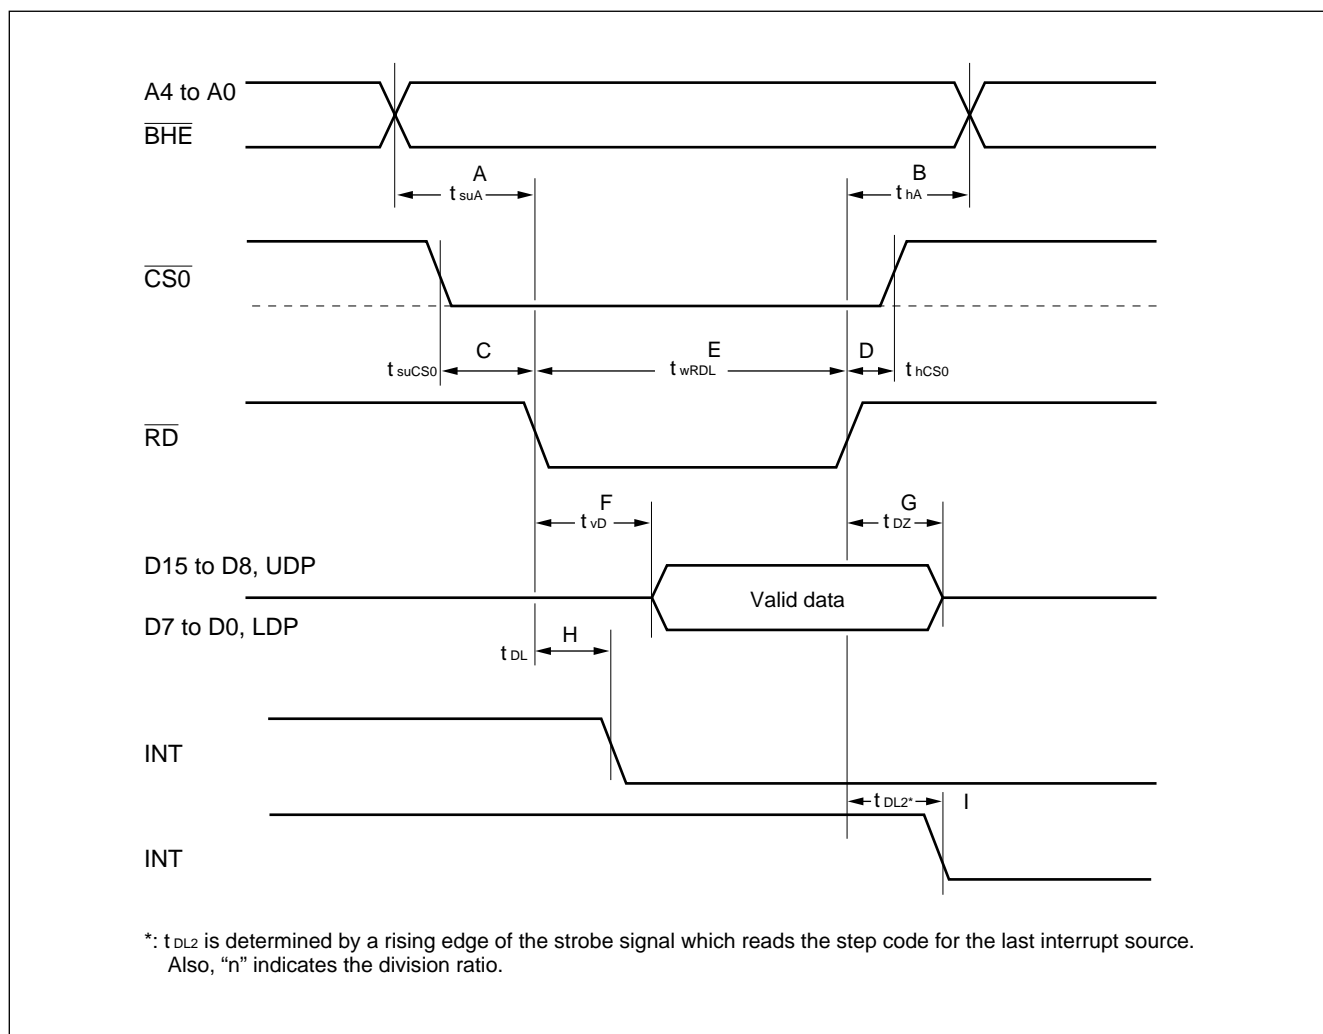 A4 to A0
BHE
A
t suA
B
t hA
CS0
t suCS0
C
E
t wRDL
D
t hCS0
RD
F
t vD
G
t DZ
D15 to D8, UDP
Valid data
D7 to D0, LDP
t DL
H
INT
t DL2*
I
INT
*: t DL2 is determined by a rising edge of the strobe signal which reads the step code for the last interrupt source.
Also, “n” indicates the division ratio.